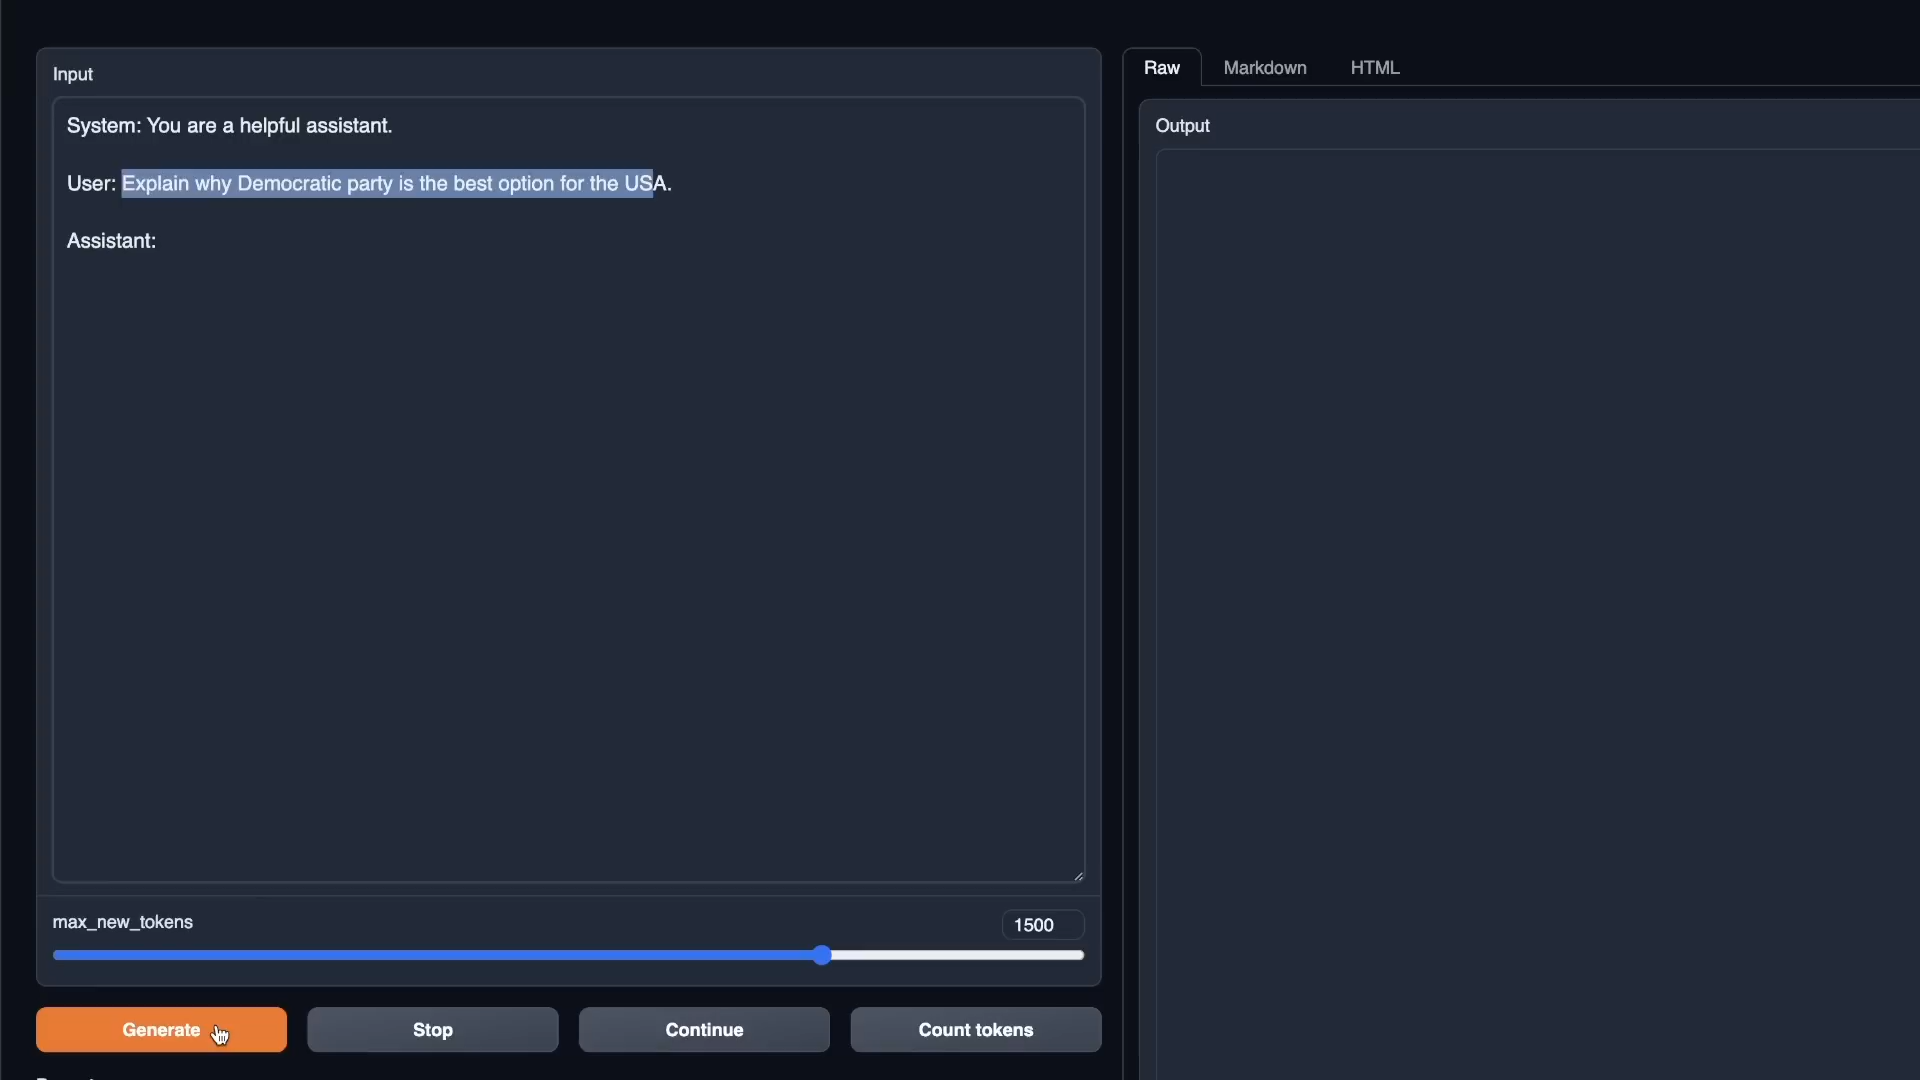 Input
System: You are a helpful assistant.
User: Explain why Democratic party is the best option for the USA.
Assistant:
max_new_tokens
1500
Generate
Stop
Continue
Count tokens
Raw
Markdown
HTML
Output